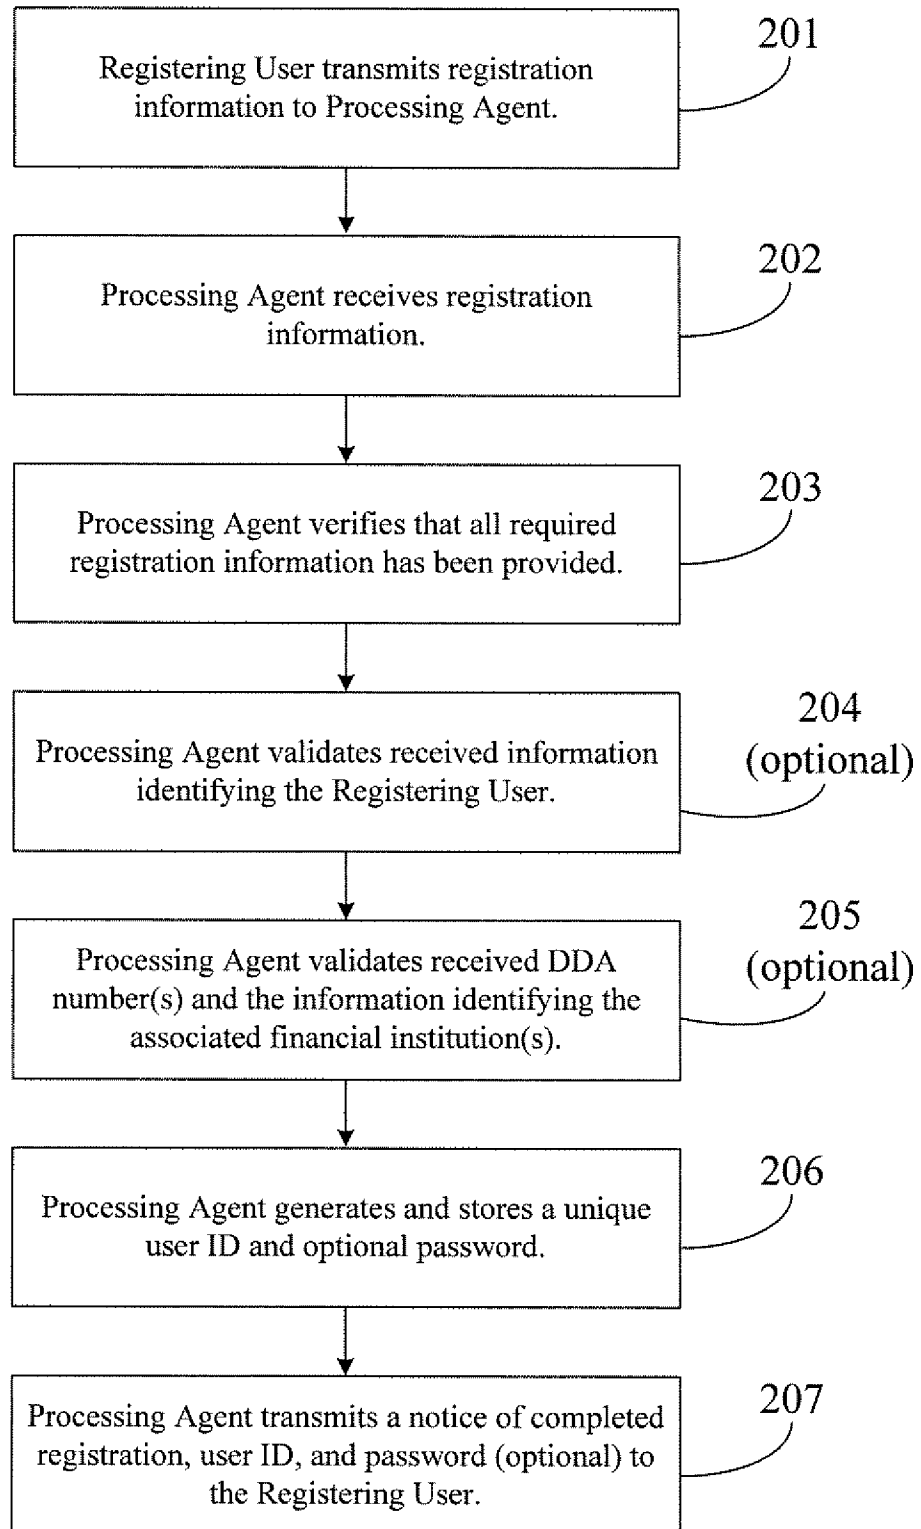 201
Registering User transmits registration
information to Processing Agent.
202
Processing Agent receives registration
information.
203
Processing Agent verifies that all required
registration information has been provided.
204
(optional)
Processing Agent validates received information
identifying the Registering User.
205
(optional)
Processing Agent validates received DDA
number(s) and the information identifying the
associated financial institution(s).
206
Processing Agent generates and stores a unique
user ID and optional password.
207
Processing Agent transmits a notice of completed
registration, user ID, and password (optional) to
the Registering User.